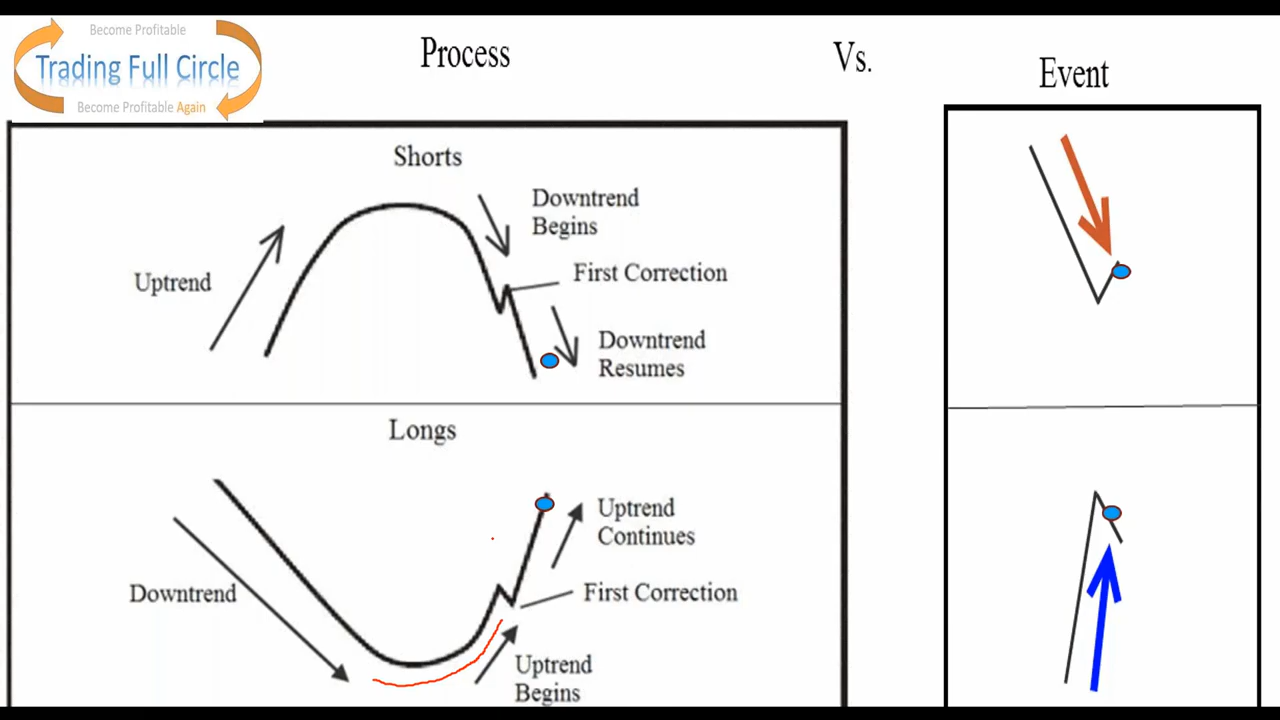 Become Profitable
Trading Full Circle
Become Profitable Again
Process
Vs.
Event
Shorts
Uptrend
Downtrend
Begins
First Correction
Downtrend
Resumes
Longs
Downtrend
Uptrend
Continues
First Correction
Uptrend
Begins